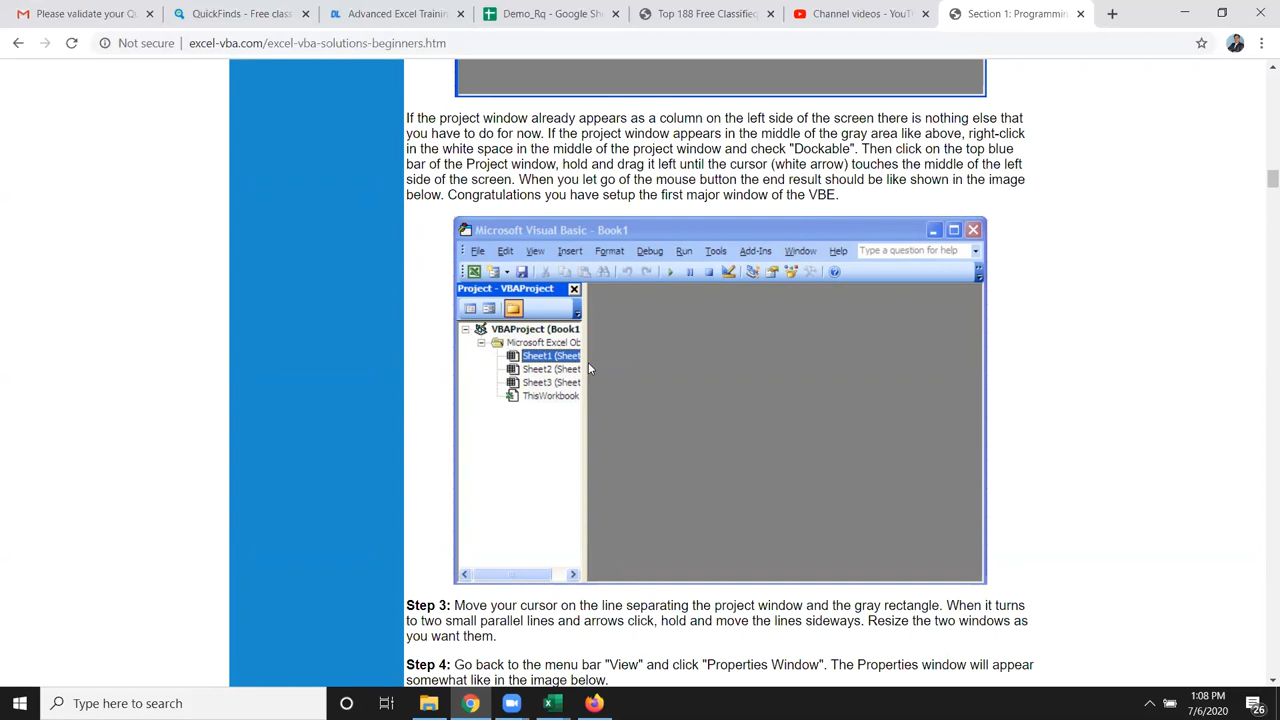 Please validate your Q
QuickFinds - Free class
Advanced Excel Trainin
Demo_Rq - Google She
Top 188 Free Classified
Channel videos - YouT
Section 1: Programmin
Not secure | excel-vba.com/excel-vba-solutions-beginners.htm
If the project window already appears as a column on the left side of the screen there is nothing else that
you have to do for now. If the project window appears in the middle of the gray area like above, right-click
in the white space in the middle of the project window and check "Dockable". Then click on the top blue
bar of the Project window, hold and drag it left until the cursor (white arrow) touches the middle of the left
side of the screen. When you let go of the mouse button the end result should be like shown in the image
below. Congratulations you have setup the first major window of the VBE.
Microsoft Visual Basic - Book1
File Edit View Insert Format Debug Run Tools Add-Ins Window Help Type a question for help
Project - VBAProject
VBAProject (Book1
Microsoft Excel Ob
Sheet1 (Sheet
Sheet2 (Sheet
Sheet3 (Sheet
ThisWorkbook
Step 3: Move your cursor on the line separating the project window and the gray rectangle. When it turns
to two small parallel lines and arrows click, hold and move the lines sideways. Resize the two windows as
you want them.
Step 4: Go back to the menu bar "View" and click "Properties Window". The Properties window will appear
somewhat like in the image below.
Type here to search
1:08 PM
7/6/2020
26